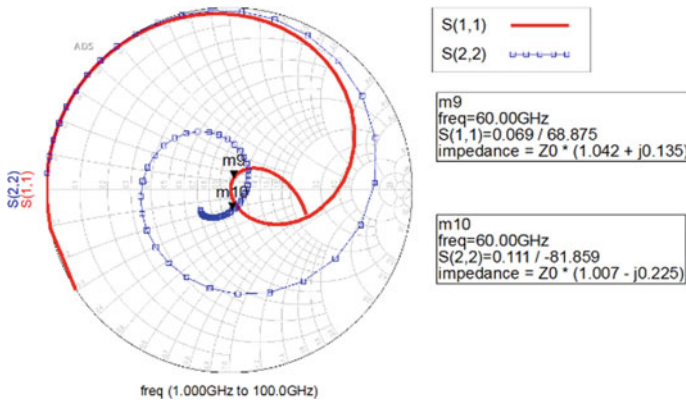 ADS
m9
m10
S(2,2)
S(1,1)
freq (1.000GHz to 100.0GHz)
S(1,1)
S(2,2)
m9
freq=60.00GHz
S(1,1)=0.069 / 68.875
impedance = Z0 * (1.042 + j0.135)
m10
freq=60.00GHz
S(2,2)=0.111 / -81.859
impedance = Z0 * (1.007 - j0.225)